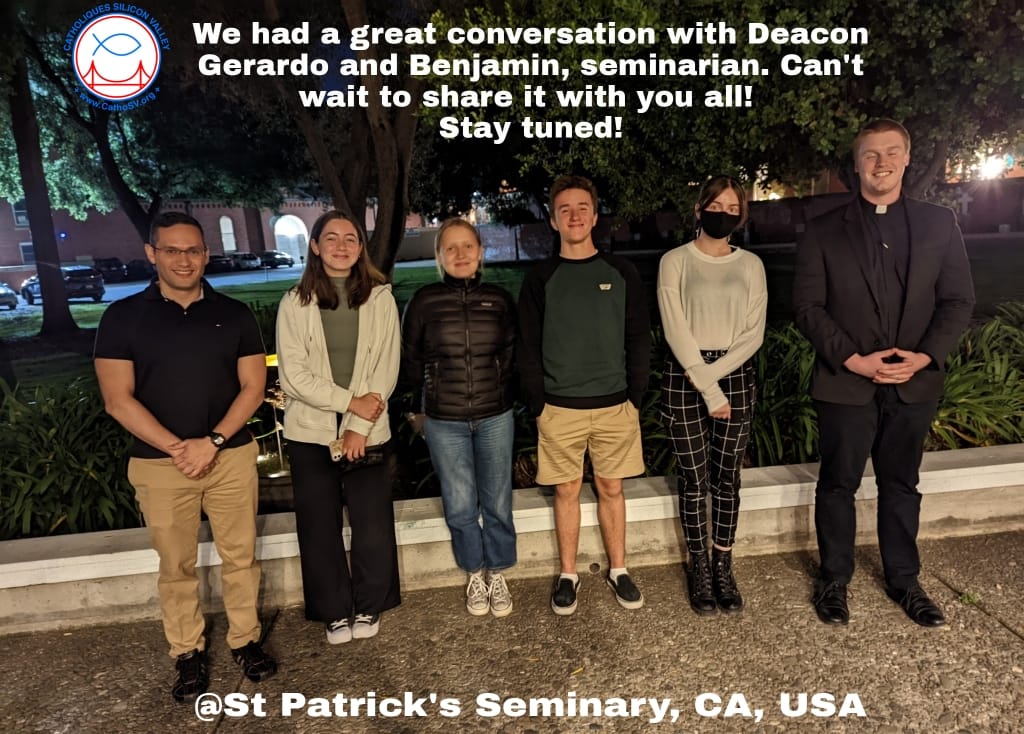 CATHOLIQUES SILICON VALLEY
www.CathoSV.org
We had a great conversation with Deacon
Gerardo and Benjamin, seminarian. Can't
wait to share it with you all!
Stay tuned!
@St Patrick's Seminary, CA, USA